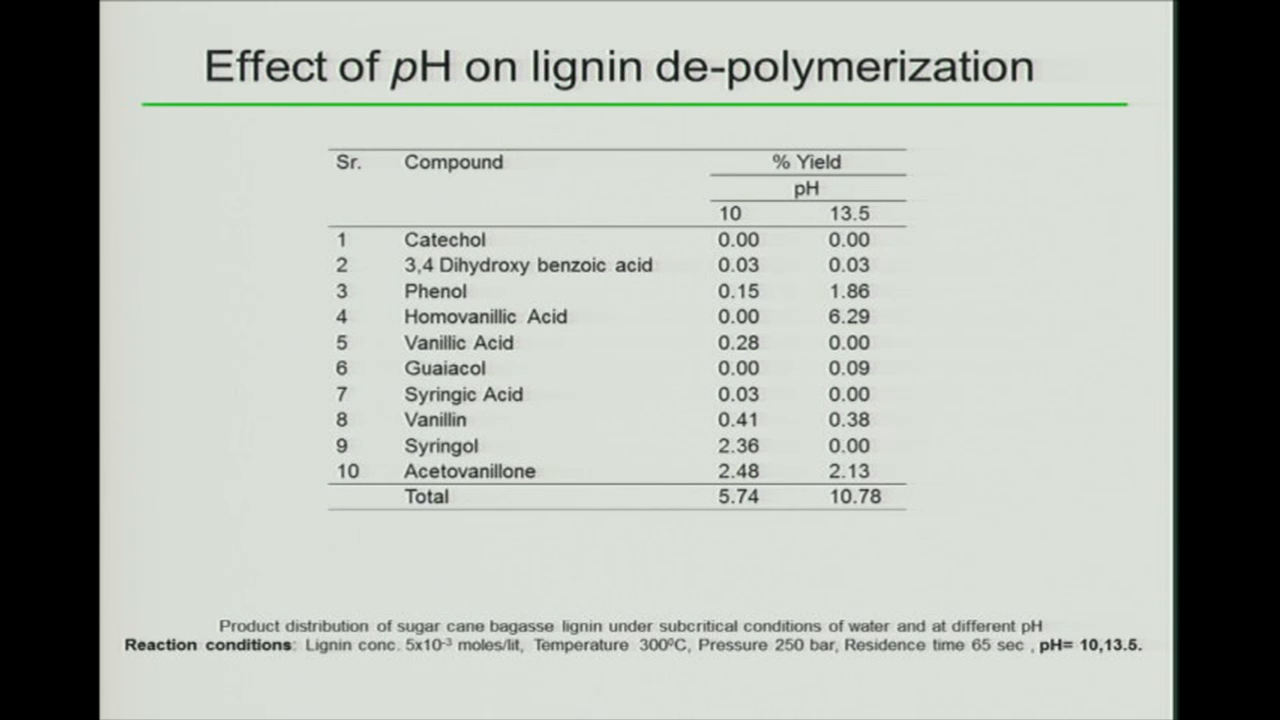 Effect of pH on lignin de-polymerization
Sr. Compound % Yield
pH
10 13.5
1 Catechol 0.00 0.00
2 3,4 Dihydroxy benzoic acid 0.03 0.03
3 Phenol 0.15 1.86
4 Homovanillic Acid 0.00 6.29
5 Vanillic Acid 0.28 0.00
6 Guaiacol 0.00 0.09
7 Syringic Acid 0.03 0.00
8 Vanillin 0.41 0.38
9 Syringol 2.36 0.00
10 Acetovanillone 2.48 2.13
Total 5.74 10.78
Product distribution of sugar cane bagasse lignin under subcritical conditions of water and at different pH
Reaction conditions: Lignin conc. 5x10⁻³ moles/lit, Temperature 300⁰C, Pressure 250 bar, Residence time 65 sec , pH= 10,13.5.